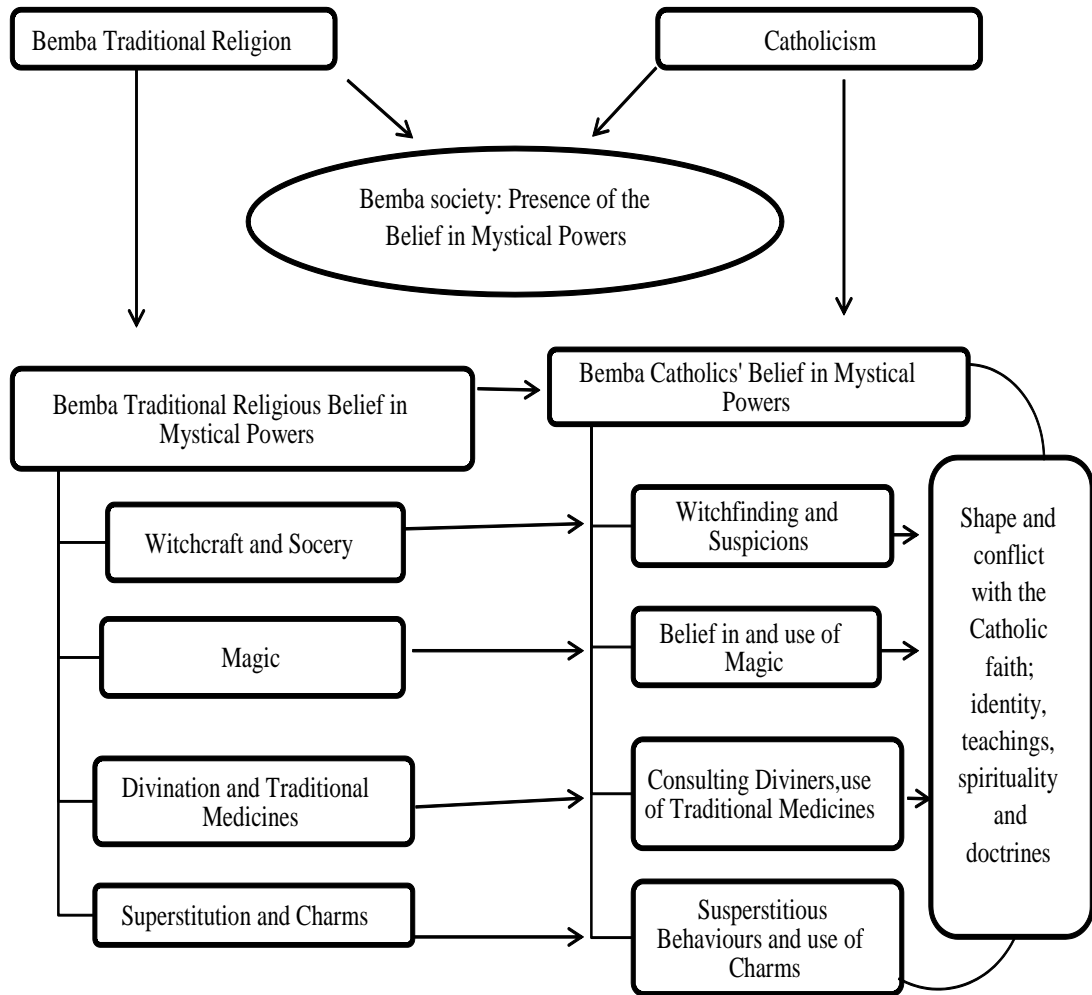 Bemba Traditional Religion
Catholicism
Bemba society: Presence of the
Belief in Mystical Powers
Bemba Traditional Religious Belief in
Mystical Powers
Bemba Catholics' Belief in Mystical
Powers
Witchcraft and Socery
Witchfinding and
Suspicions
Magic
Belief in and use of
Magic
Divination and Traditional
Medicines
Consulting Diviners,use
of Traditional Medicines
Superstitution and Charms
Susperstitious
Behaviours and use of
Charms
Shape and
conflict
with the
Catholic
faith;
identity,
teachings,
spirituality
and
doctrines